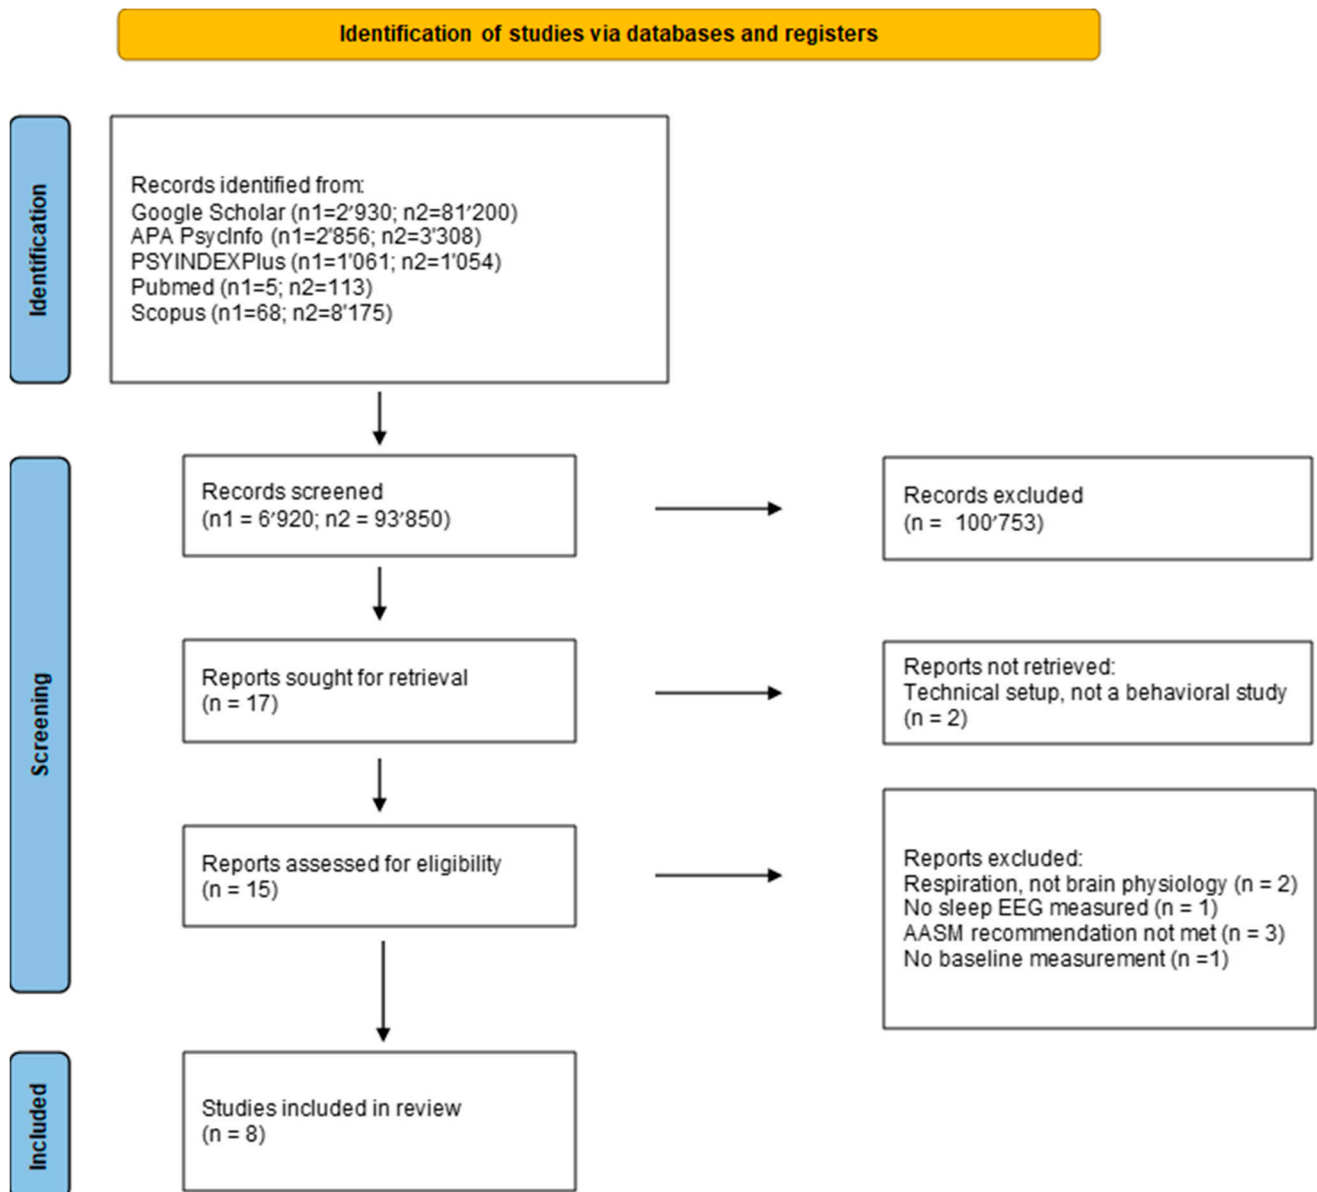 Identification of studies via databases and registers
Identification
Records identified from:
Google Scholar (n1=2′930; n2=81′200)
APA PsycInfo (n1=2'856; n2=3'308)
PSYINDEXPlus (n1=1'061; n2=1'054)
Pubmed (n1=5; n2=113)
Scopus (n1=68; n2=8'175)
Screening
Records screened
(n1 = 6′920; n2 = 93′850)
Records excluded
(n = 100′753)
Reports sought for retrieval
(n = 17)
Reports not retrieved:
Technical setup, not a behavioral study
(n = 2)
Reports assessed for eligibility
(n = 15)
Reports excluded:
Respiration, not brain physiology (n = 2)
No sleep EEG measured (n = 1)
AASM recommendation not met (n = 3)
No baseline measurement (n =1)
Included
Studies included in review
(n = 8)